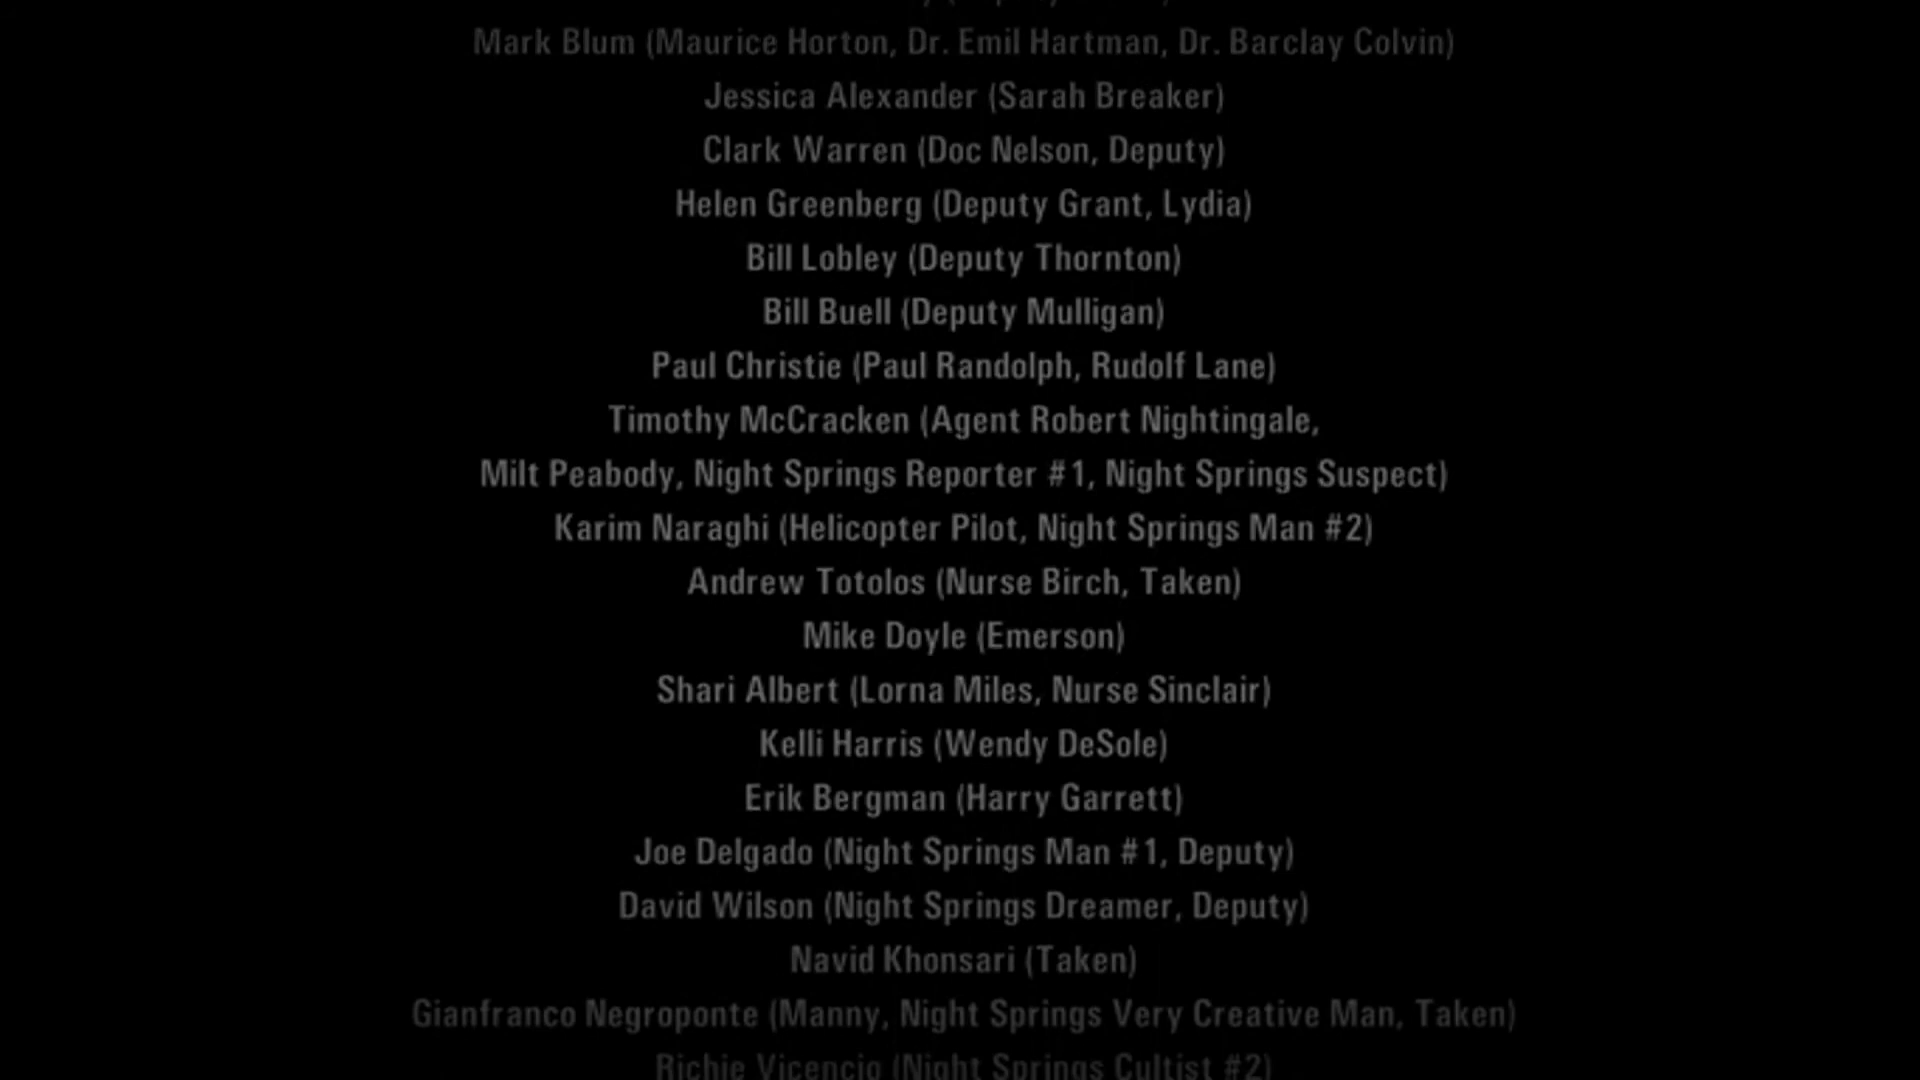 Mark Blum (Maurice Horton, Dr. Emil Hartman, Dr. Barclay Colvin)
Jessica Alexander (Sarah Breaker)
Clark Warren (Doc Nelson, Deputy)
Helen Greenberg (Deputy Grant, Lydia)
Bill Lobley (Deputy Thornton)
Bill Buell (Deputy Mulligan)
Paul Christie (Paul Randolph, Rudolf Lane)
Timothy McCracken (Agent Robert Nightingale,
Milt Peabody, Night Springs Reporter #1, Night Springs Suspect)
Karim Naraghi (Helicopter Pilot, Night Springs Man #2)
Andrew Totolos (Nurse Birch, Taken)
Mike Doyle (Emerson)
Shari Albert (Lorna Miles, Nurse Sinclair)
Kelli Harris (Wendy DeSole)
Erik Bergman (Harry Garrett)
Joe Delgado (Night Springs Man #1, Deputy)
David Wilson (Night Springs Dreamer, Deputy)
Navid Khonsari (Taken)
Gianfranco Negroponte (Manny, Night Springs Very Creative Man, Taken)
Richie Vicencio (Night Springs Cultist #2)